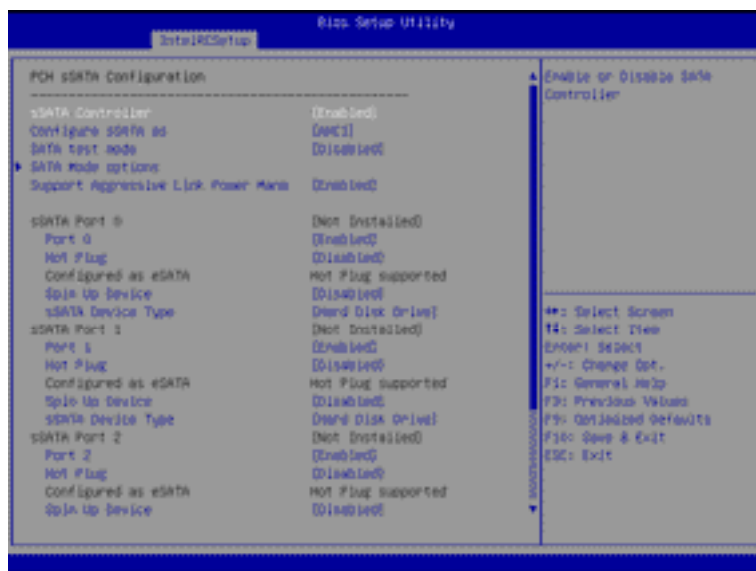 Bios Setup Utility
IntelRCSetup
PCH sSATA Configuration
sSATA Controller [Enabled]
Configure sSATA as [AHCI]
SATA test mode [Disabled]
SATA Mode options
Support Aggressive Link Power Mana [Enabled]
sSATA Port 0 [Not Installed]
Port 0 [Enabled]
Hot Plug [Disabled]
Configured as eSATA Hot Plug supported
Spin Up Device [Disabled]
sSATA Device Type [Hard Disk Drive]
sSATA Port 1 [Not Installed]
Port 1 [Enabled]
Hot Plug [Disabled]
Configured as eSATA Hot Plug supported
Spin Up Device [Disabled]
sSATA Device Type [Hard Disk Drive]
sSATA Port 2 [Not Installed]
Port 2 [Enabled]
Hot Plug [Disabled]
Configured as eSATA Hot Plug supported
Spin Up Device [Disabled]
Enable or Disable SATA
Controller
: Select Screen
: Select Item
Enter: Select
+/-: Change Opt.
F1: General Help
: Previous Values
F9: Optimized Defaults
F10: Save & Exit
ESC: Exit